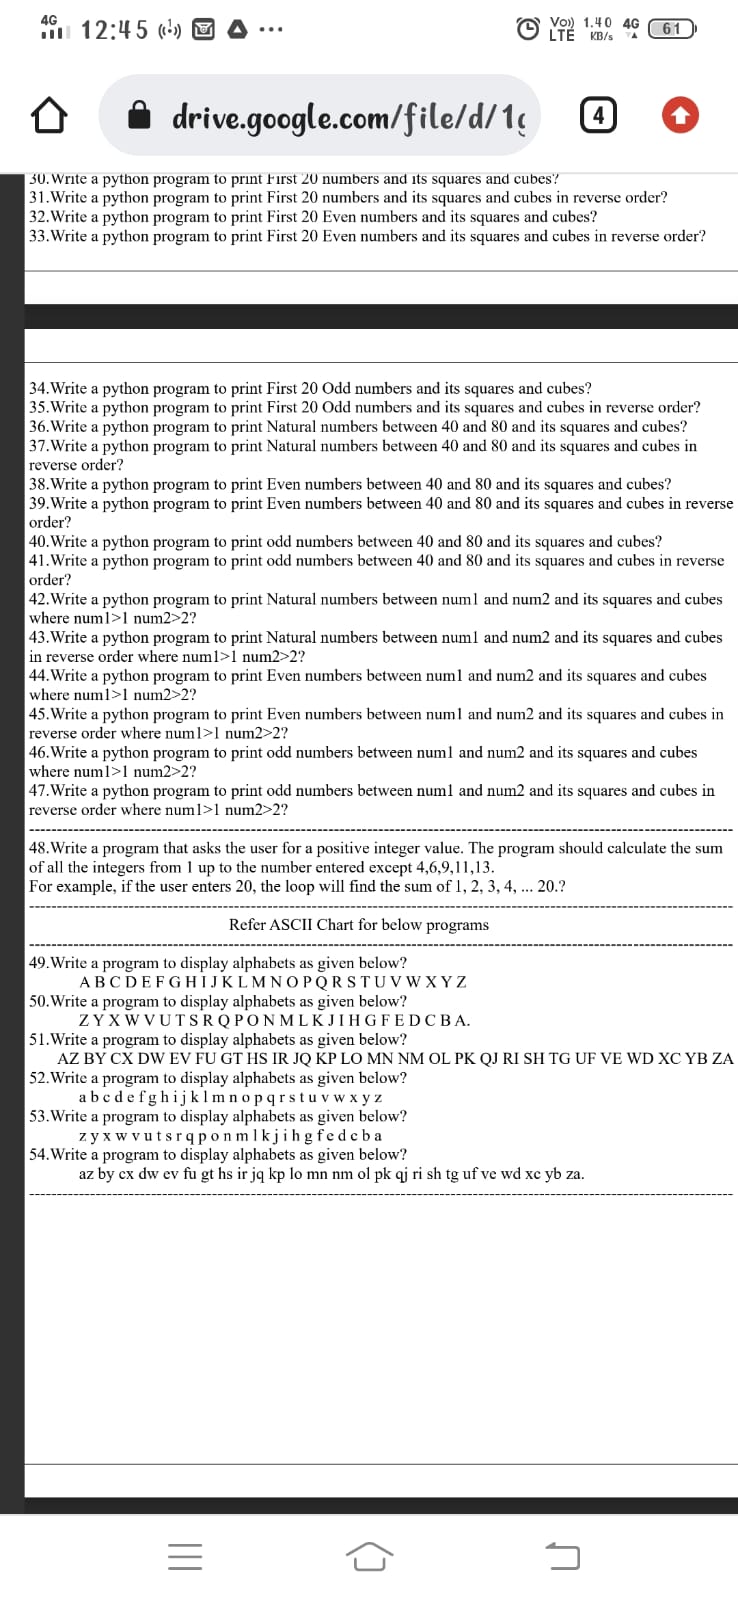 4G 12:45 ... Vo)) LTE 1.40 KB/s 4G 61
drive.google.com/file/d/1 4
30.Write a python program to print First 20 numbers and its squares and cubes?
31.Write a python program to print First 20 numbers and its squares and cubes in reverse order?
32.Write a python program to print First 20 Even numbers and its squares and cubes?
33.Write a python program to print First 20 Even numbers and its squares and cubes in reverse order?
34.Write a python program to print First 20 Odd numbers and its squares and cubes?
35.Write a python program to print First 20 Odd numbers and its squares and cubes in reverse order?
36.Write a python program to print Natural numbers between 40 and 80 and its squares and cubes?
37.Write a python program to print Natural numbers between 40 and 80 and its squares and cubes in
reverse order?
38.Write a python program to print Even numbers between 40 and 80 and its squares and cubes?
39.Write a python program to print Even numbers between 40 and 80 and its squares and cubes in reverse
order?
40.Write a python program to print odd numbers between 40 and 80 and its squares and cubes?
41.Write a python program to print odd numbers between 40 and 80 and its squares and cubes in reverse
order?
42.Write a python program to print Natural numbers between num1 and num2 and its squares and cubes
where num1>1 num2>2?
43.Write a python program to print Natural numbers between num1 and num2 and its squares and cubes
in reverse order where num1>1 num2>2?
44.Write a python program to print Even numbers between num1 and num2 and its squares and cubes
where num1>1 num2>2?
45.Write a python program to print Even numbers between num1 and num2 and its squares and cubes in
reverse order where num1>1 num2>2?
46.Write a python program to print odd numbers between num1 and num2 and its squares and cubes
where num1>1 num2>2?
47.Write a python program to print odd numbers between num1 and num2 and its squares and cubes in
reverse order where num1>1 num2>2?
48.Write a program that asks the user for a positive integer value. The program should calculate the sum
of all the integers from 1 up to the number entered except 4,6,9,11,13.
For example, if the user enters 20, the loop will find the sum of 1, 2, 3, 4, ... 20.?
Refer ASCII Chart for below programs
49.Write a program to display alphabets as given below?
A B C D E F G H I J K L M N O P Q R S T U V W X Y Z
50.Write a program to display alphabets as given below?
Z Y X W V U T S R Q P O N M L K J I H G F E D C B A.
51.Write a program to display alphabets as given below?
AZ BY CX DW EV FU GT HS IR JQ KP LO MN NM OL PK QJ RI SH TG UF VE WD XC YB ZA
52.Write a program to display alphabets as given below?
a b c d e f g h i j k l m n o p q r s t u v w x y z
53.Write a program to display alphabets as given below?
z y x w v u t s r q p o n m l k j i h g f e d c b a
54.Write a program to display alphabets as given below?
az by cx dw ev fu gt hs ir jq kp lo mn nm ol pk qj ri sh tg uf ve wd xc yb za.